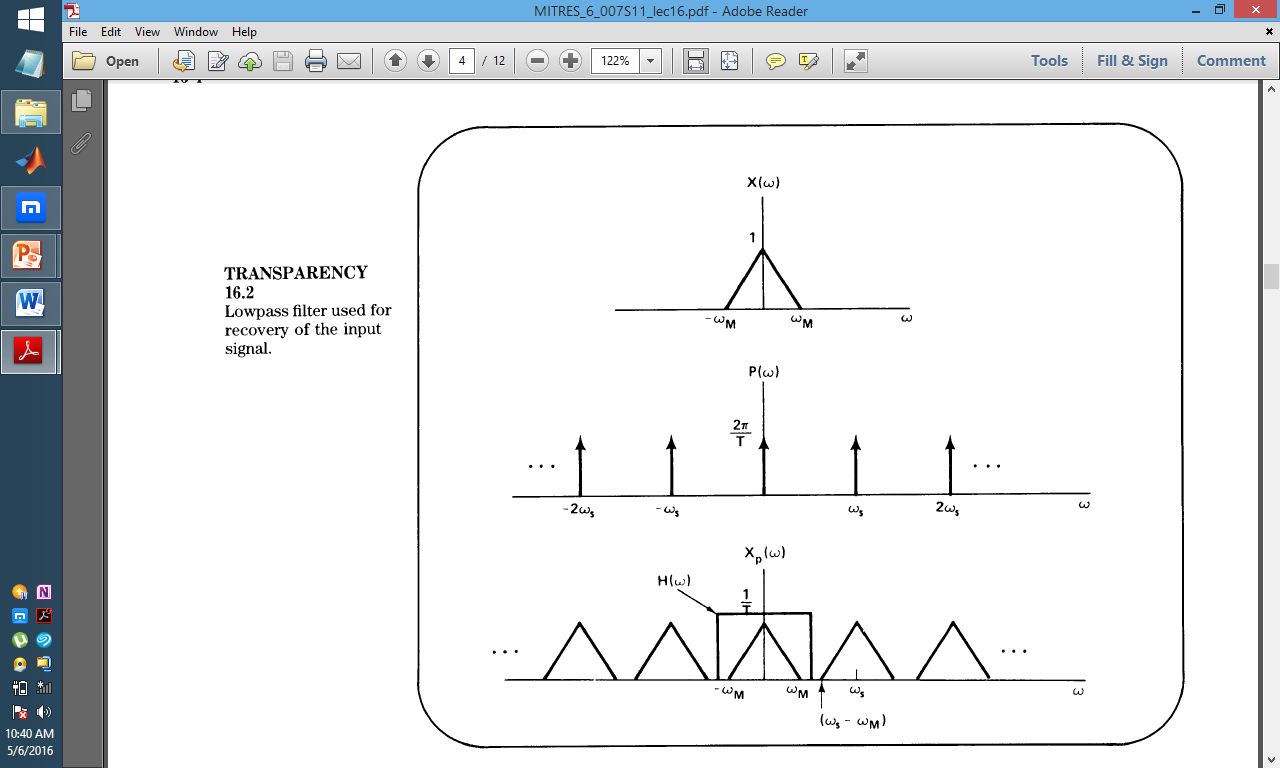 MITRES_6_007S11_lec16.pdf - Adobe Reader
File Edit View Window Help
Open 4 / 12 122% Tools Fill & Sign Comment
TRANSPARENCY
16.2
Lowpass filter used for
recovery of the input
signal.
X(ω)
1
-ωM ωM ω
P(ω)
2π
T
... ...
-2ωs -ωs ωs 2ωs ω
Xp(ω)
H(ω)
1
T
... ...
-ωM ωM ωs ω
(ωs - ωM)
10:40 AM
5/6/2016